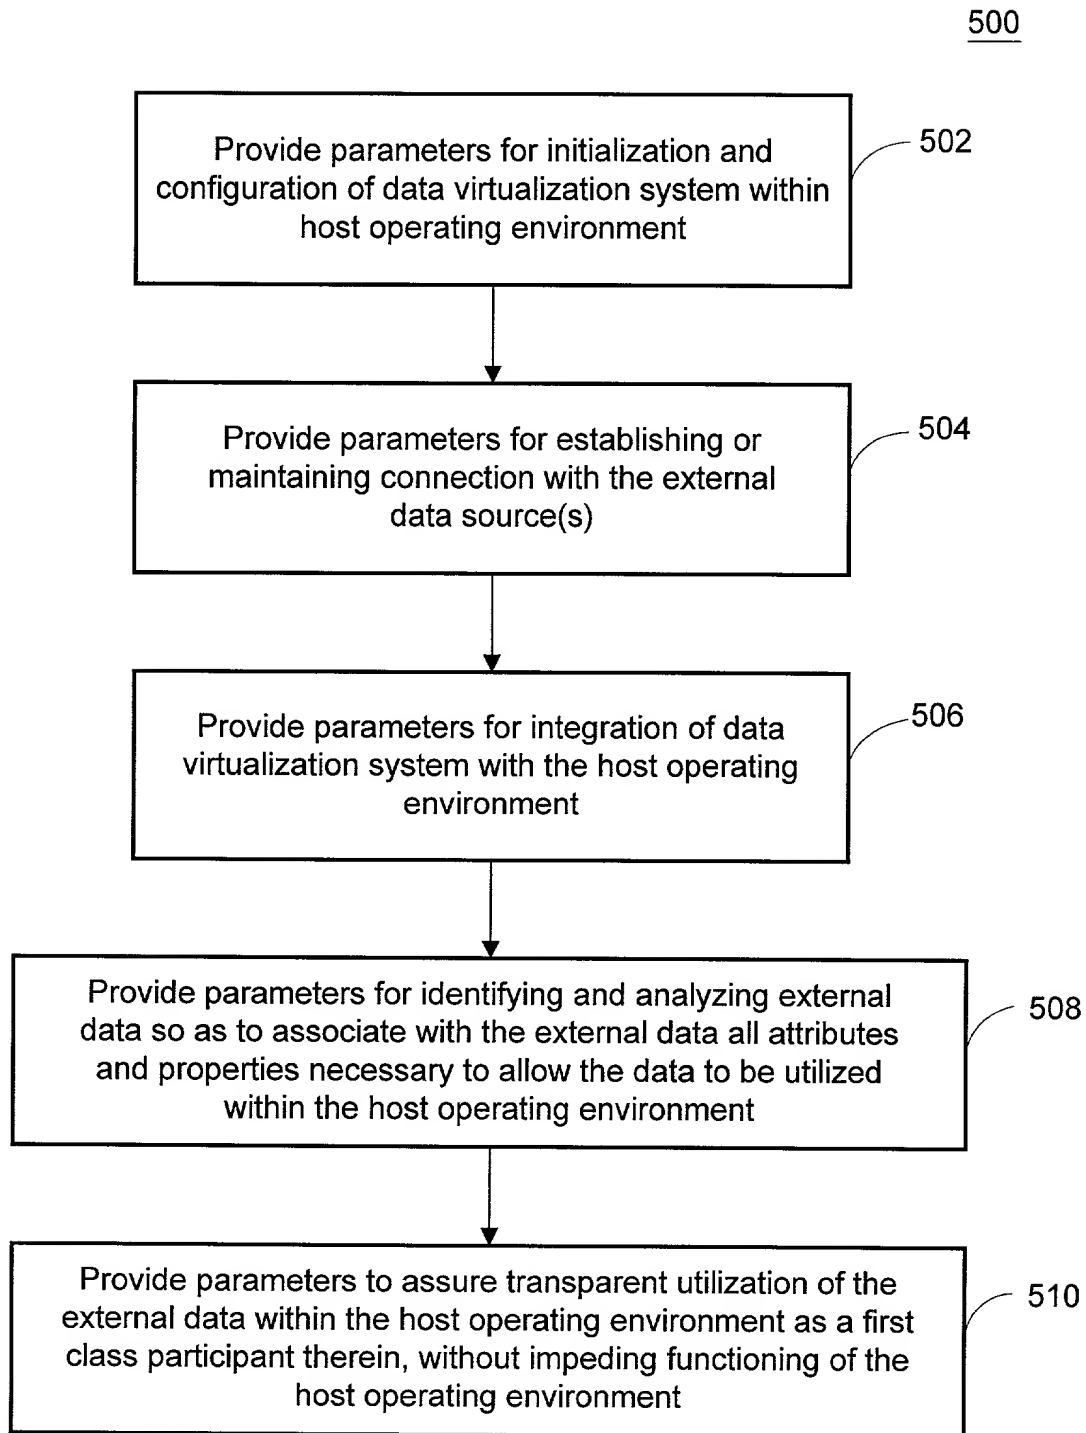 500
Provide parameters for initialization and
configuration of data virtualization system within
host operating environment
502
Provide parameters for establishing or
maintaining connection with the external
data source(s)
504
Provide parameters for integration of data
virtualization system with the host operating
environment
506
Provide parameters for identifying and analyzing external
data so as to associate with the external data all attributes
and properties necessary to allow the data to be utilized
within the host operating environment
508
Provide parameters to assure transparent utilization of the
external data within the host operating environment as a first
class participant therein, without impeding functioning of the
host operating environment
510